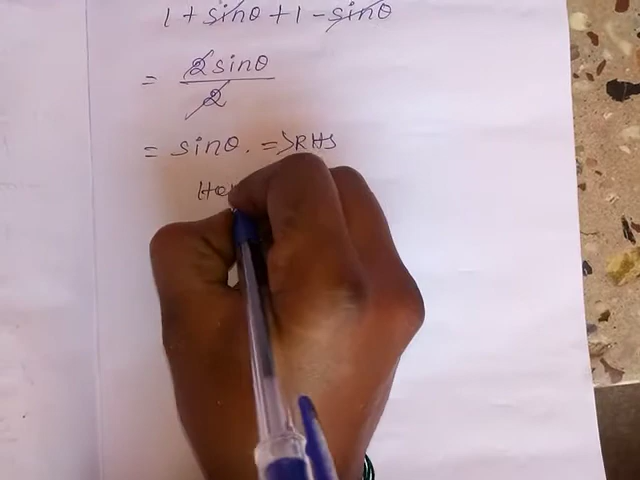 1 + sinθ + 1 - sinθ
= 2sinθ / 2
= sinθ. => RHS